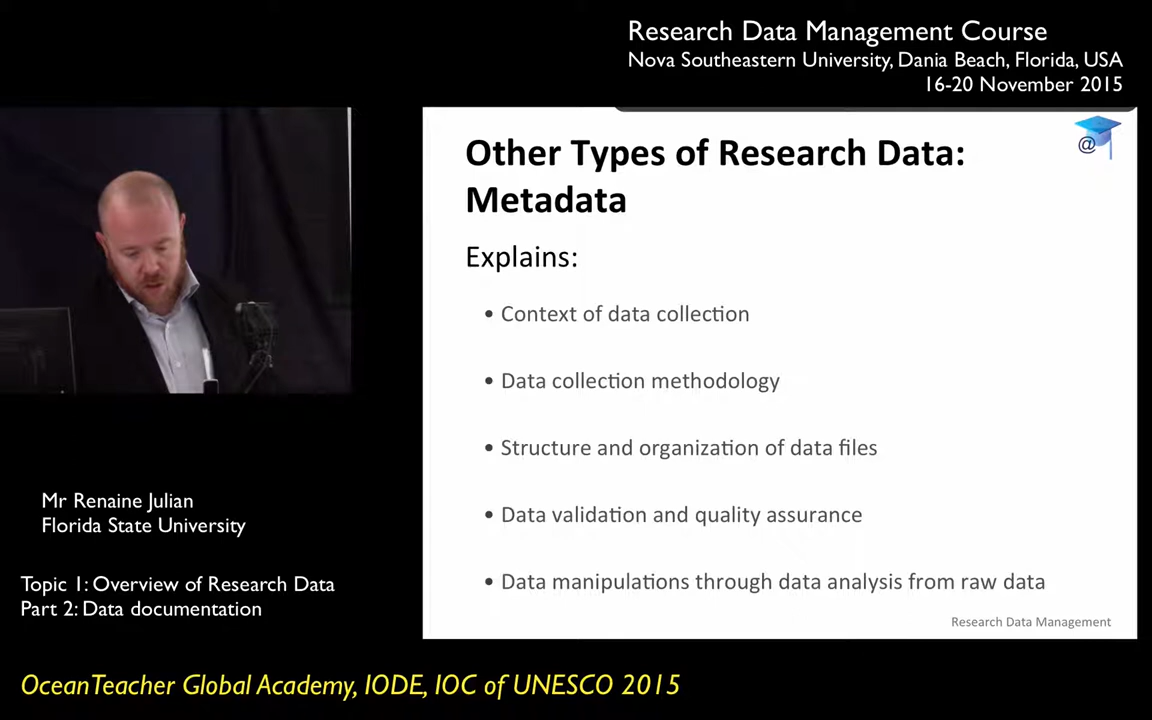 Research Data Management Course
Nova Southeastern University, Dania Beach, Florida, USA
16-20 November 2015
@
Other Types of Research Data:
Metadata
Explains:
• Context of data collection
• Data collection methodology
• Structure and organization of data files
• Data validation and quality assurance
• Data manipulations through data analysis from raw data
Research Data Management
Mr Renaine Julian
Florida State University
Topic 1: Overview of Research Data
Part 2: Data documentation
OceanTeacher Global Academy, IODE, IOC of UNESCO 2015